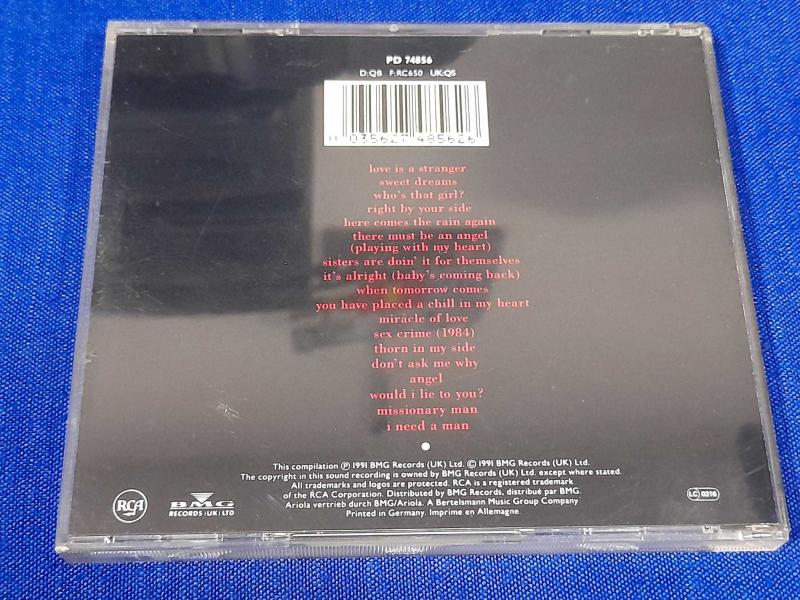 PD 74856
D:QB F:RC650 UK:QS
0 035627 485626
love is a stranger
sweet dreams
who's that girl?
right by your side
here comes the rain again
there must be an angel
(playing with my heart)
sisters are doin' it for themselves
it's alright (baby's coming back)
when tomorrow comes
you have placed a chill in my heart
miracle of love
sex crime (1984)
thorn in my side
don't ask me why
angel
would i lie to you?
missionary man
i need a man
This compilation Ⓟ 1991 BMG Records (UK) Ltd. © 1991 BMG Records (UK) Ltd.
The copyright in this sound recording is owned by BMG Records (UK) Ltd. except where stated.
All trademarks and logos are protected. RCA is a registered trademark
of the RCA Corporation. Distributed by BMG Records, distribué par BMG.
Ariola vertrieb durch BMG/Ariola. A Bertelsmann Music Group Company
Printed in Germany. Imprime en Allemagne.
RCA
BMG
RECORDS (UK) LTD
LC 0316